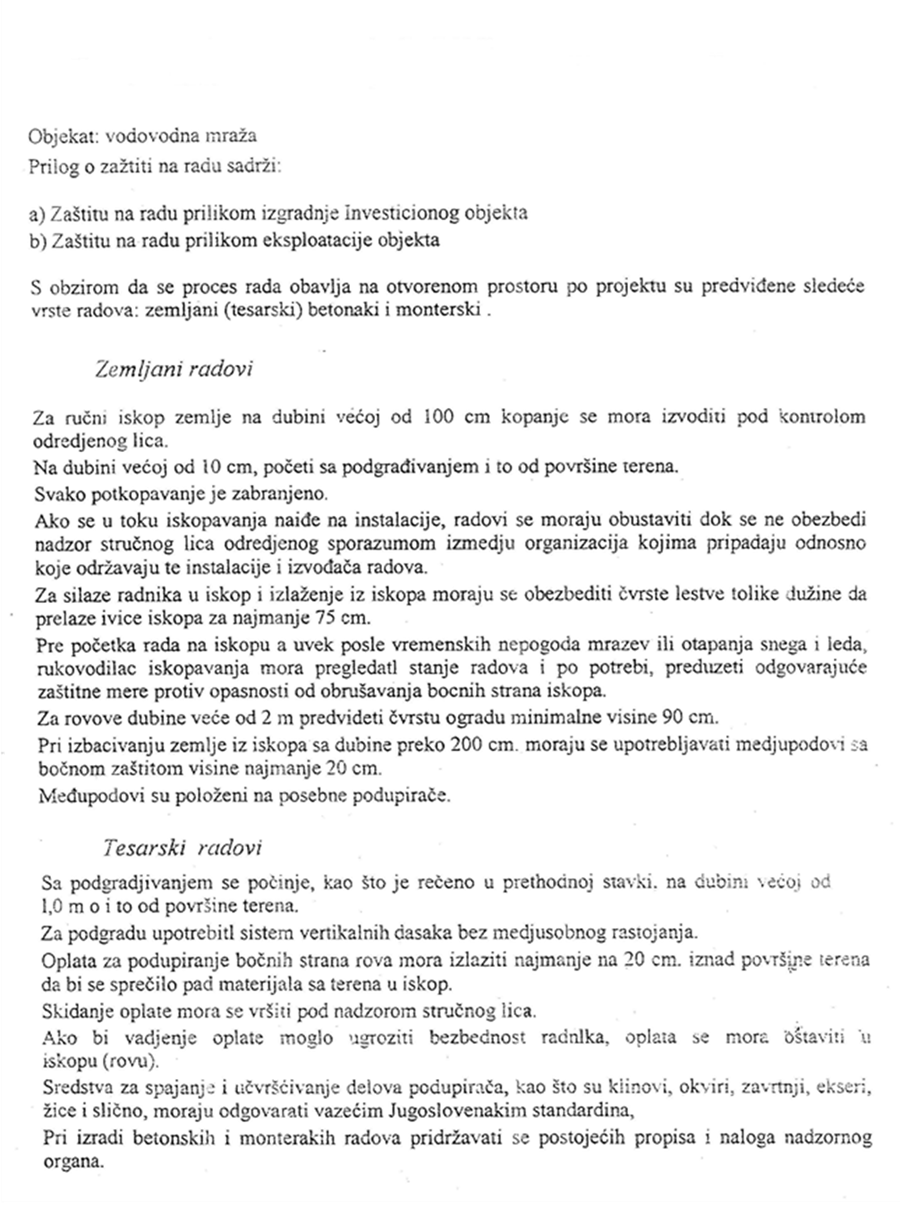 Objekat: vodovodna mraža
Prilog o zažtiti na radu sadrži:
a) Zaštitu na radu prilikom izgradnje Investicionog objekta
b) Zaštitu na radu prilikom eksploatacije objekta
S obzirom da se proces rada obavlja na otvorenom prostoru po projektu su predviđene sledeće
vrste radova: zemljani (tesarski) betonaki i monterski .
Zemljani radovi
Za ručni iskop zemlje na dubini većoj od 100 cm kopanje se mora izvoditi pod kontrolom
odredjenog lica.
Na dubini većoj od 10 cm, početi sa podgrađivanjem i to od površine terena.
Svako potkopavanje je zabranjeno.
Ako se u toku iskopavanja naiđe na instalacije, radovi se moraju obustaviti dok se ne obezbedi
nadzor stručnog lica odredjenog sporazumom izmedju organizacija kojima pripadaju odnosno
koje održavaju te instalacije i izvođača radova.
Za silaze radnika u iskop i izlaženje iz iskopa moraju se obezbediti čvrste lestve tolike dužine da
prelaze ivice iskopa za najmanje 75 cm.
Pre početka rada na iskopu a uvek posle vremenskih nepogoda mrazev ili otapanja snega i leda,
rukovodilac iskopavanja mora pregledatl stanje radova i po potrebi, preduzeti odgovarajuće
zaštitne mere protiv opasnosti od obrušavanja bocnih strana iskopa.
Za rovove dubine veće od 2 m predvideti čvrstu ogradu minimalne visine 90 cm.
Pri izbacivanju zemlje iz iskopa sa dubine preko 200 cm. moraju se upotrebljavati medjupodovi sa
bočnom zaštitom visine najmanje 20 cm.
Međupodovi su položeni na posebne podupirače.
Tesarski radovi
Sa podgradjivanjem se počinje, kao što je rečeno u prethodnoj stavki. na dubini većoj od
1,0 m o i to od površine terena.
Za podgradu upotrebitl sistem vertikalnih dasaka bez medjusobnog rastojanja.
Oplata za podupiranje bočnih strana rova mora izlaziti najmanje na 20 cm. iznad površine terena
da bi se sprečilo pad materijala sa terena u iskop.
Skidanje oplate mora se vršiti pod nadzorom stručnog lica.
Ako bi vadjenje oplate moglo ugroziti bezbednost radnlka, oplata se mora ostaviti u
iskopu (rovu).
Sredstva za spajanje i učvršćivanje delova podupirača, kao što su klinovi, okviri, zavrtnji, ekseri,
žice i slično, moraju odgovarati vazećim Jugoslovenakim standardina,
Pri izradi betonskih i monterakih radova pridržavati se postojećih propisa i naloga nadzornog
organa.